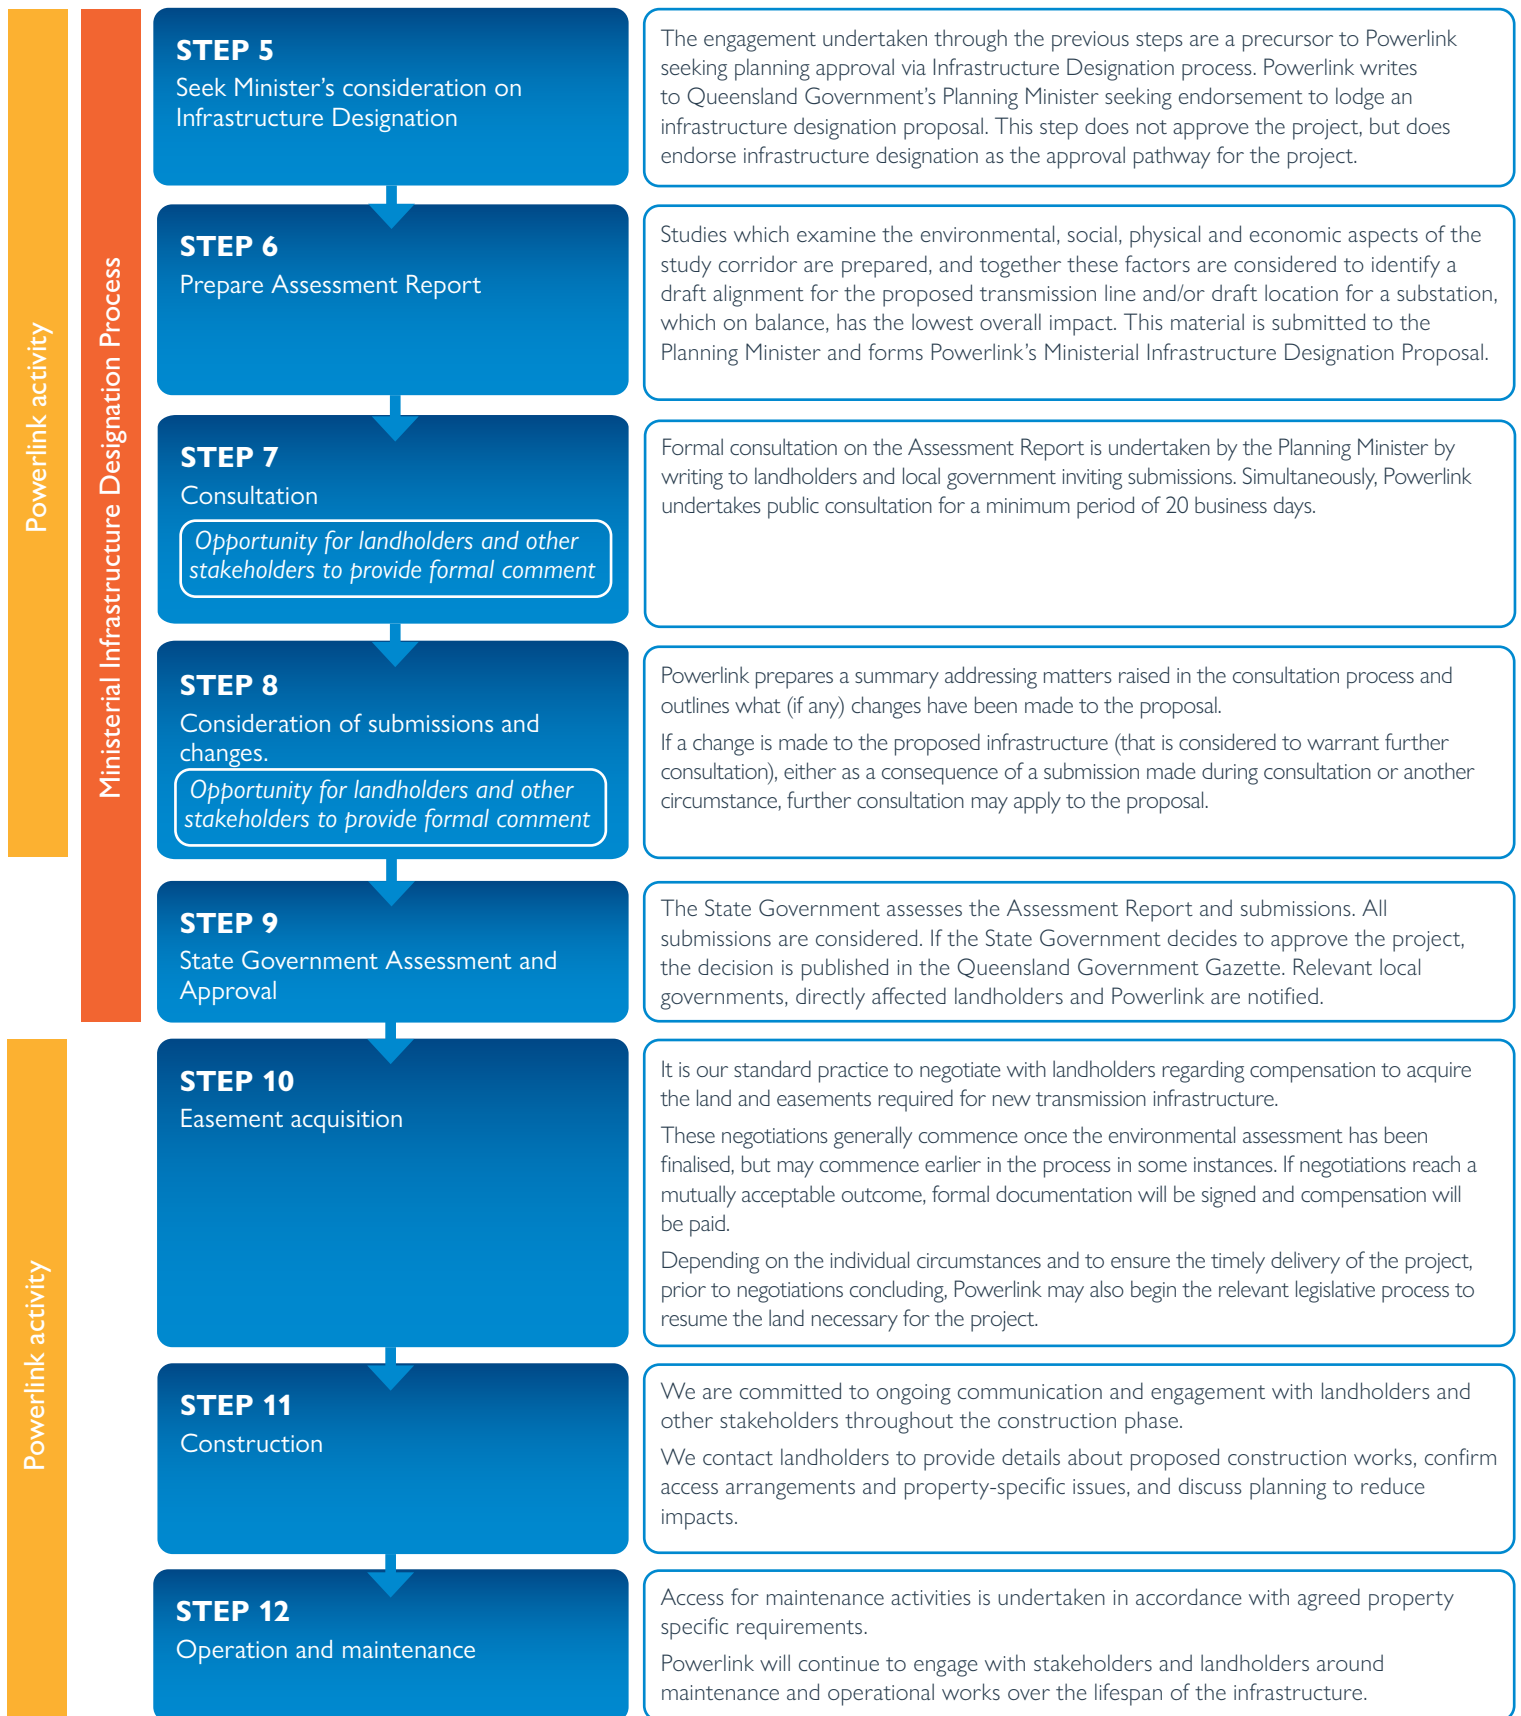 Powerlink activity
Ministerial Infrastructure Designation Process
STEP 5
Seek Minister's consideration on
Infrastructure Designation
The engagement undertaken through the previous steps are a precursor to Powerlink
seeking planning approval via Infrastructure Designation process. Powerlink writes
to Queensland Government's Planning Minister seeking endorsement to lodge an
infrastructure designation proposal. This step does not approve the project, but does
endorse infrastructure designation as the approval pathway for the project.
STEP 6
Prepare Assessment Report
Studies which examine the environmental, social, physical and economic aspects of the
study corridor are prepared, and together these factors are considered to identify a
draft alignment for the proposed transmission line and/or draft location for a substation,
which on balance, has the lowest overall impact. This material is submitted to the
Planning Minister and forms Powerlink's Ministerial Infrastructure Designation Proposal.
STEP 7
Consultation
Opportunity for landholders and other
stakeholders to provide formal comment
Formal consultation on the Assessment Report is undertaken by the Planning Minister by
writing to landholders and local government inviting submissions. Simultaneously, Powerlink
undertakes public consultation for a minimum period of 20 business days.
STEP 8
Consideration of submissions and
changes.
Opportunity for landholders and other
stakeholders to provide formal comment
Powerlink prepares a summary addressing matters raised in the consultation process and
outlines what (if any) changes have been made to the proposal.
If a change is made to the proposed infrastructure (that is considered to warrant further
consultation), either as a consequence of a submission made during consultation or another
circumstance, further consultation may apply to the proposal.
STEP 9
State Government Assessment and
Approval
The State Government assesses the Assessment Report and submissions. All
submissions are considered. If the State Government decides to approve the project,
the decision is published in the Queensland Government Gazette. Relevant local
governments, directly affected landholders and Powerlink are notified.
Powerlink activity
STEP 10
Easement acquisition
It is our standard practice to negotiate with landholders regarding compensation to acquire
the land and easements required for new transmission infrastructure.
These negotiations generally commence once the environmental assessment has been
finalised, but may commence earlier in the process in some instances. If negotiations reach a
mutually acceptable outcome, formal documentation will be signed and compensation will
be paid.
Depending on the individual circumstances and to ensure the timely delivery of the project,
prior to negotiations concluding, Powerlink may also begin the relevant legislative process to
resume the land necessary for the project.
STEP 11
Construction
We are committed to ongoing communication and engagement with landholders and
other stakeholders throughout the construction phase.
We contact landholders to provide details about proposed construction works, confirm
access arrangements and property-specific issues, and discuss planning to reduce
impacts.
STEP 12
Operation and maintenance
Access for maintenance activities is undertaken in accordance with agreed property
specific requirements.
Powerlink will continue to engage with stakeholders and landholders around
maintenance and operational works over the lifespan of the infrastructure.